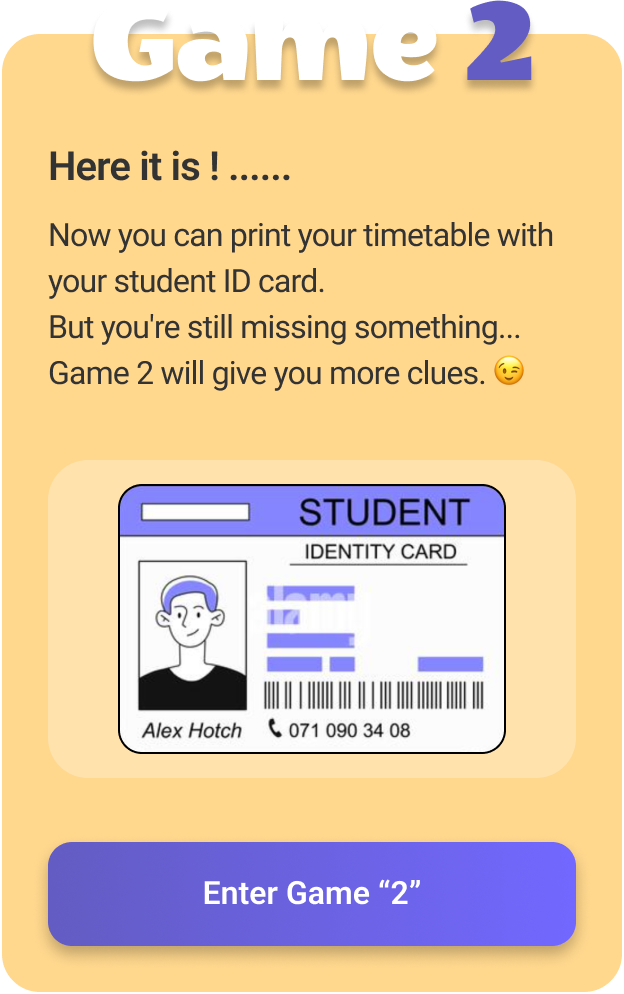 Game 2
Here it is ! ......
Now you can print your timetable with
your student ID card.
But you're still missing something...
Game 2 will give you more clues. 😉
STUDENT
IDENTITY CARD
alamy
Alex Hotch
071 090 34 08
Enter Game “2”